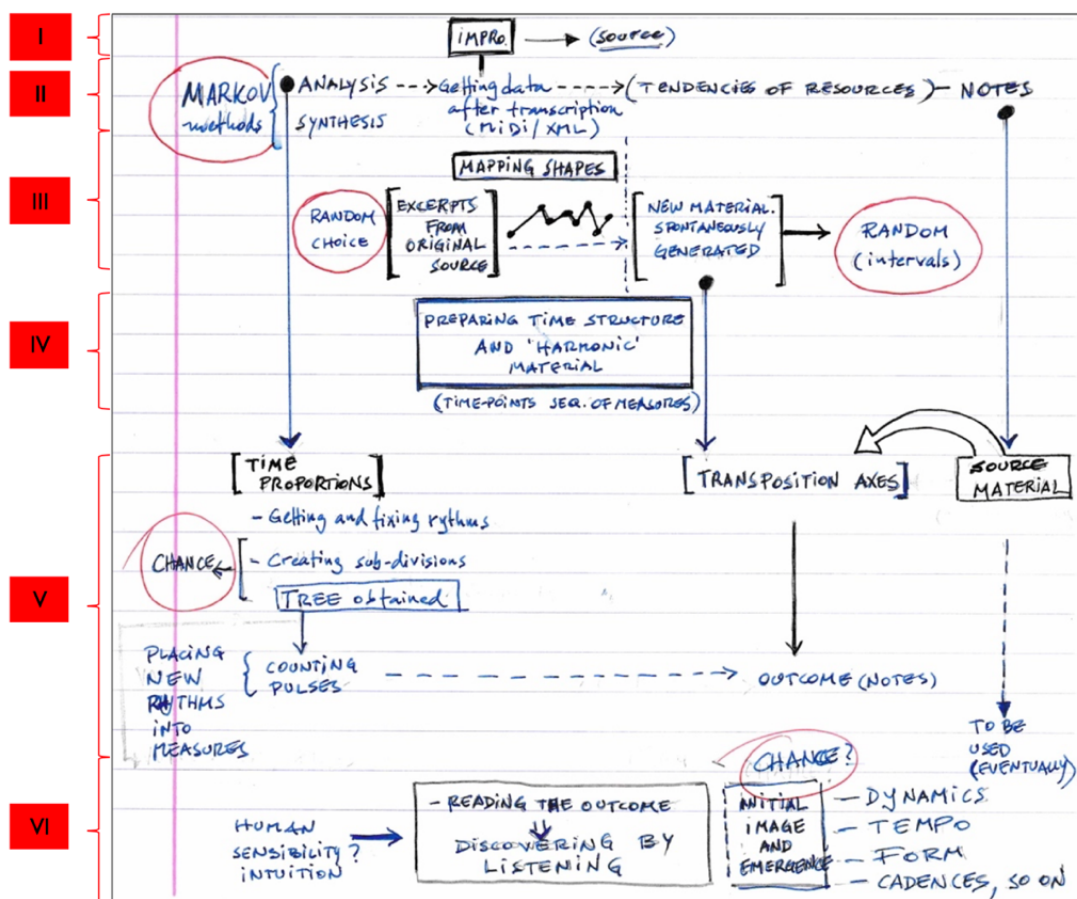 I
IMPRO. (SOURCE)
II
MARKOV methods
ANALYSIS Getting data (TENDENCIES OF RESOURCES) - NOTES
SYNTHESIS after transcription
(MiDi / XML)
MAPPING SHAPES
III
RANDOM CHOICE
EXCERPTS FROM ORIGINAL SOURCE
NEW MATERIAL. SPONTANEOUSLY GENERATED
RANDOM (intervals)
IV
PREPARING TIME STRUCTURE
AND 'HARMONIC'
MATERIAL
(TIME-POINTS SEQ. OF MEASURES)
[TIME PROPORTIONS]
[TRANSPOSITION AXES]
SOURCE MATERIAL
- Getting and fixing rythms
CHANCE
- Creating sub-divisions
V
TREE obtained
PLACING
NEW
RHYTHMS
INTO
MEASURES
COUNTING
PULSES
OUTCOME (NOTES)
TO BE
USED
(EVENTUALLY)
CHANCE?
VI
HUMAN
SENSIBILITY?
INTUITION
- READING THE OUTCOME
DISCOVERING BY
LISTENING
INITIAL
IMAGE
AND
EMERGENCE
- DYNAMICS
- TEMPO
- FORM
- CADENCES, SO ON